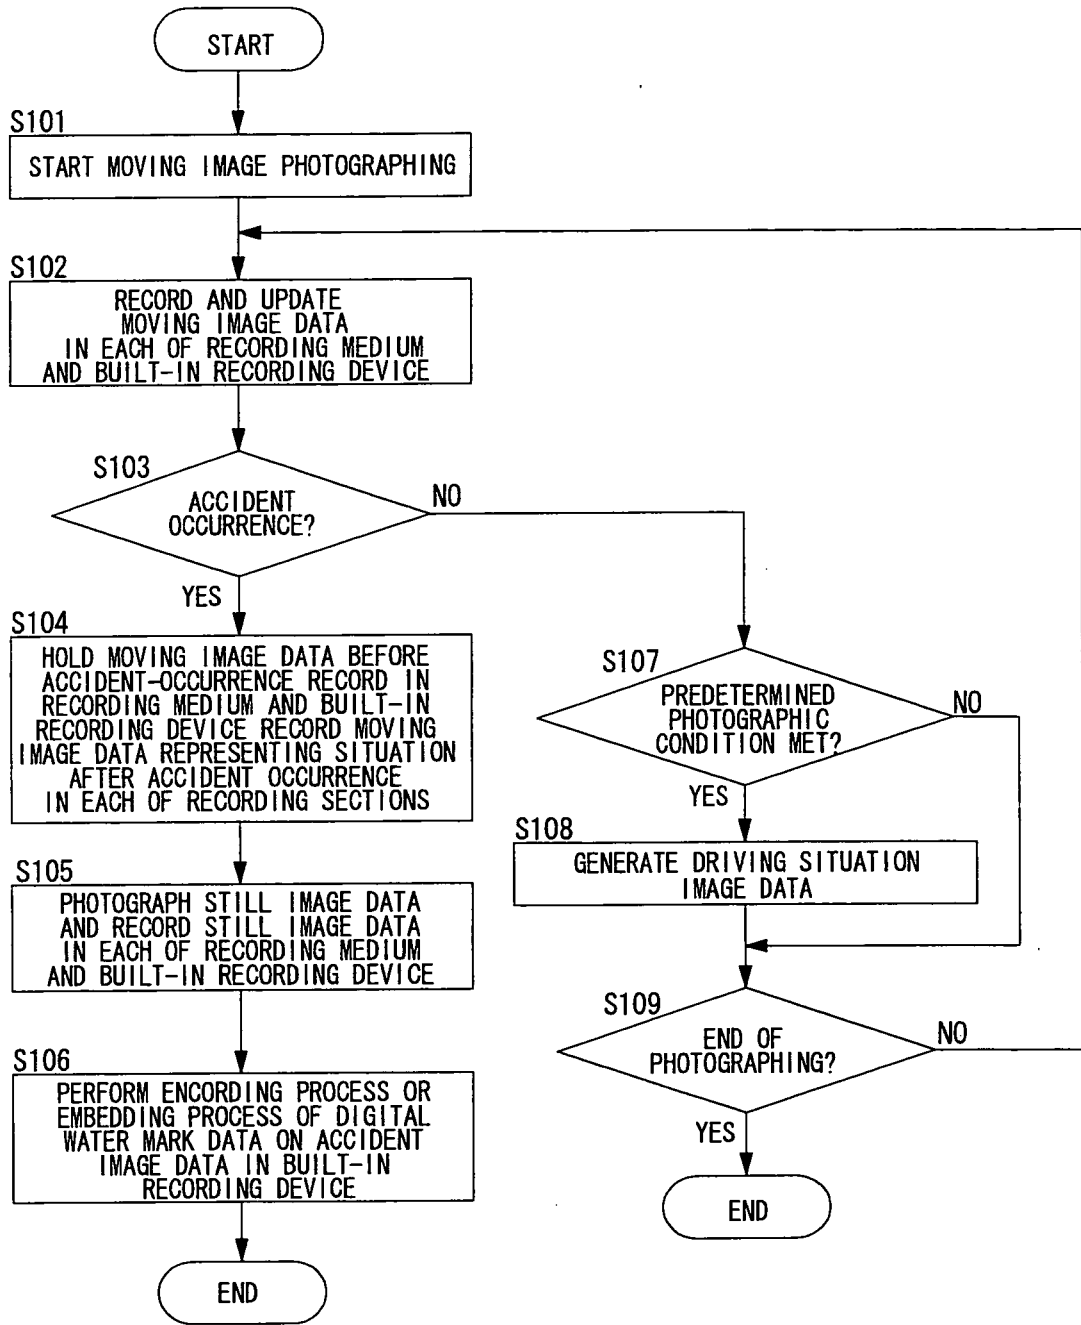 START
S101
START MOVING IMAGE PHOTOGRAPHING
S102
RECORD AND UPDATE
MOVING IMAGE DATA
IN EACH OF RECORDING MEDIUM
AND BUILT-IN RECORDING DEVICE
S103
ACCIDENT
OCCURRENCE?
NO
YES
S104
HOLD MOVING IMAGE DATA BEFORE
ACCIDENT-OCCURRENCE RECORD IN
RECORDING MEDIUM AND BUILT-IN
RECORDING DEVICE RECORD MOVING
IMAGE DATA REPRESENTING SITUATION
AFTER ACCIDENT OCCURRENCE
IN EACH OF RECORDING SECTIONS
S105
PHOTOGRAPH STILL IMAGE DATA
AND RECORD STILL IMAGE DATA
IN EACH OF RECORDING MEDIUM
AND BUILT-IN RECORDING DEVICE
S106
PERFORM ENCORDING PROCESS OR
EMBEDDING PROCESS OF DIGITAL
WATER MARK DATA ON ACCIDENT
IMAGE DATA IN BUILT-IN
RECORDING DEVICE
END
S107
PREDETERMINED
PHOTOGRAPHIC
CONDITION MET?
NO
YES
S108
GENERATE DRIVING SITUATION
IMAGE DATA
S109
END OF
PHOTOGRAPHING?
NO
YES
END